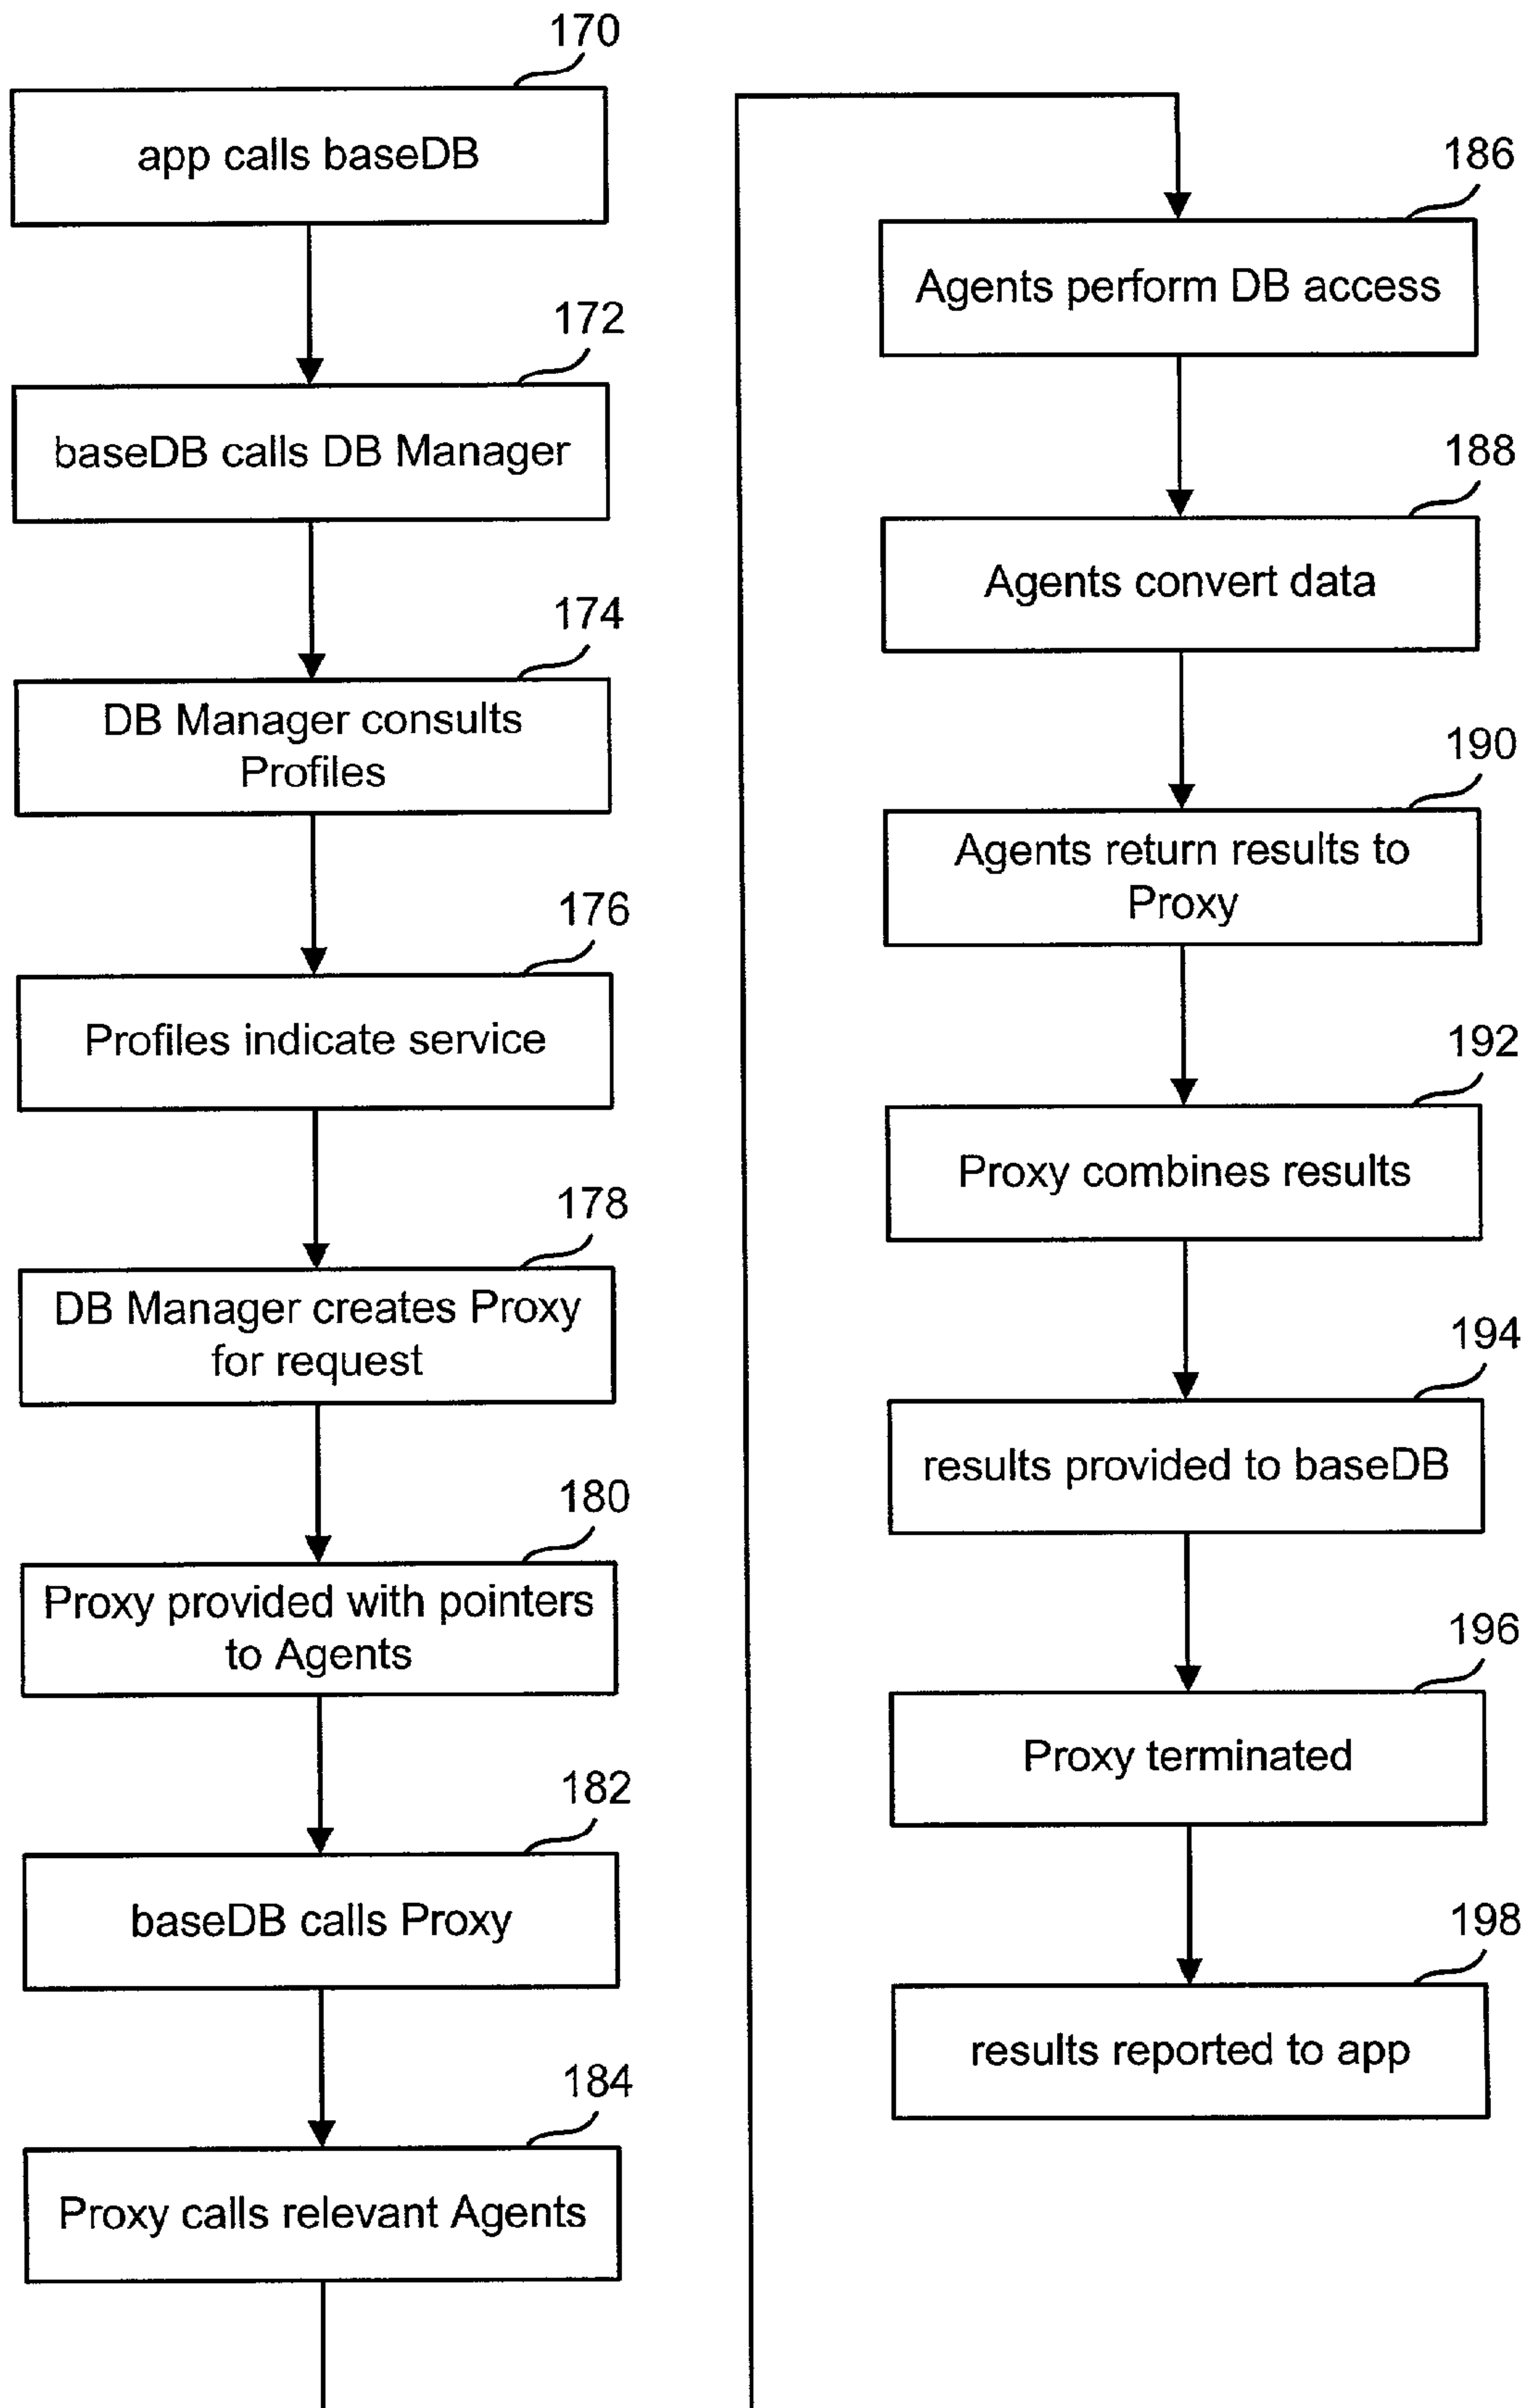 170
app calls baseDB
172
baseDB calls DB Manager
174
DB Manager consults
Profiles
176
Profiles indicate service
178
DB Manager creates Proxy
for request
180
Proxy provided with pointers
to Agents
182
baseDB calls Proxy
184
Proxy calls relevant Agents
186
Agents perform DB access
188
Agents convert data
190
Agents return results to
Proxy
192
Proxy combines results
194
results provided to baseDB
196
Proxy terminated
198
results reported to app